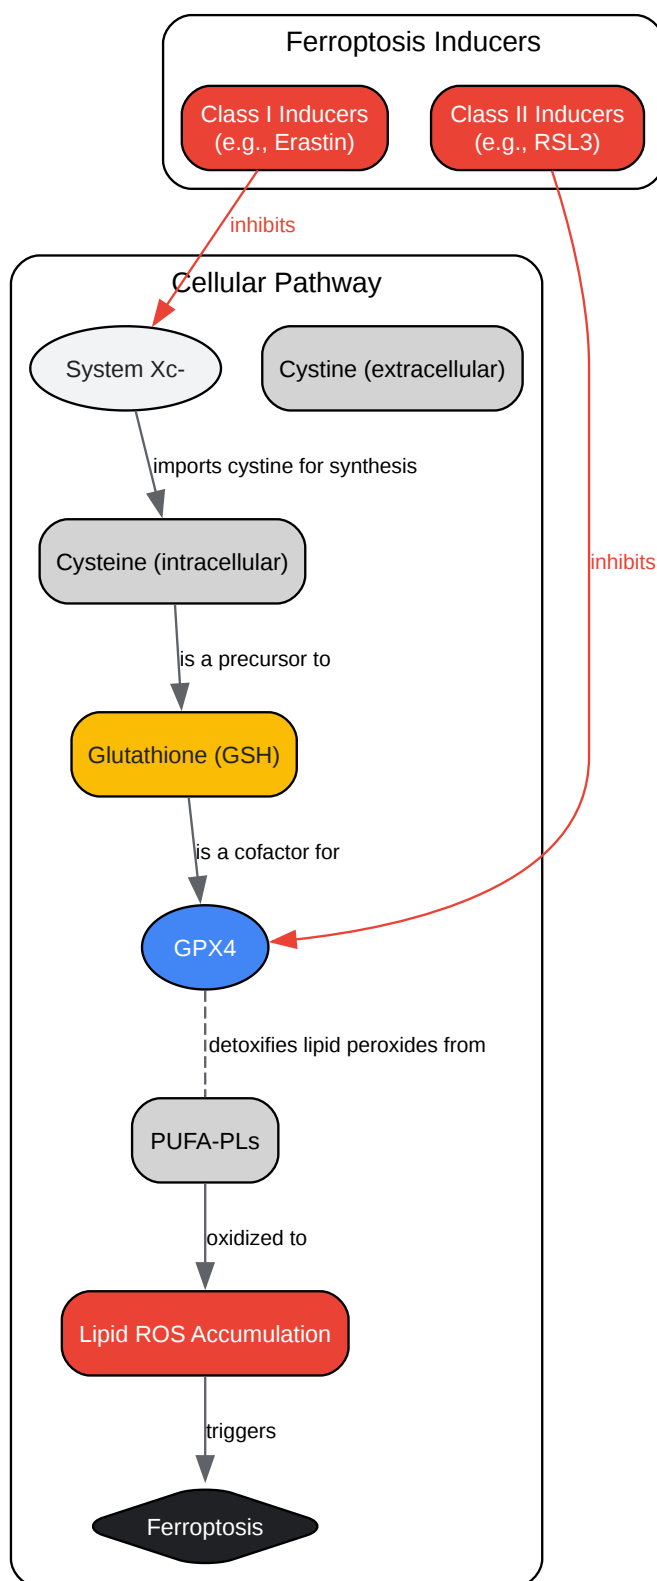 Ferroptosis Inducers
Class I Inducers
(e.g., Erastin)
Class II Inducers
(e.g., RSL3)
inhibits
Cellular Pathway
System Xc-
Cystine (extracellular)
imports cystine for synthesis
Cysteine (intracellular)
inhibits
is a precursor to
Glutathione (GSH)
is a cofactor for
GPX4
detoxifies lipid peroxides from
PUFA-PLs
oxidized to
Lipid ROS Accumulation
triggers
Ferroptosis